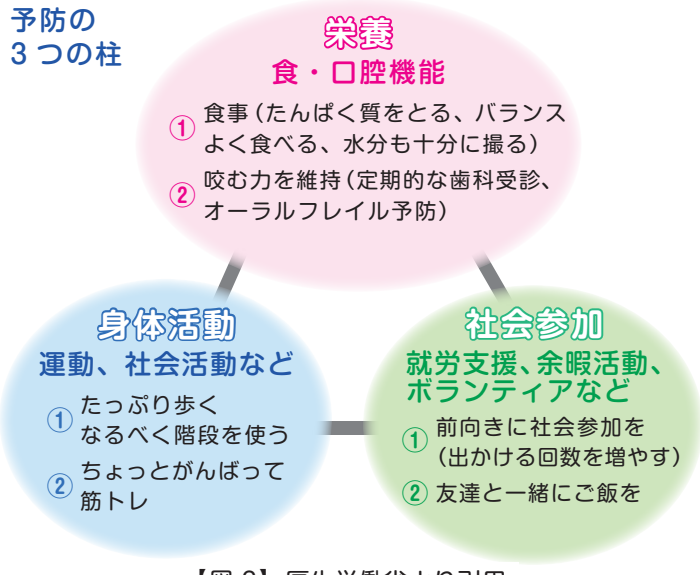 予防の
3 つの柱
栄養
食・口腔機能
① 食事（たんぱく質をとる、バランス
よく食べる、水分も十分に撮る）
② 咬む力を維持（定期的な歯科受診、
オーラルフレイル予防）
身体活動
運動、社会活動など
① たっぷり歩く
なるべく階段を使う
② ちょっとがんばって
筋トレ
社会参加
就労支援、余暇活動、
ボランティアなど
① 前向きに社会参加を
（出かける回数を増やす）
② 友達と一緒にご飯を